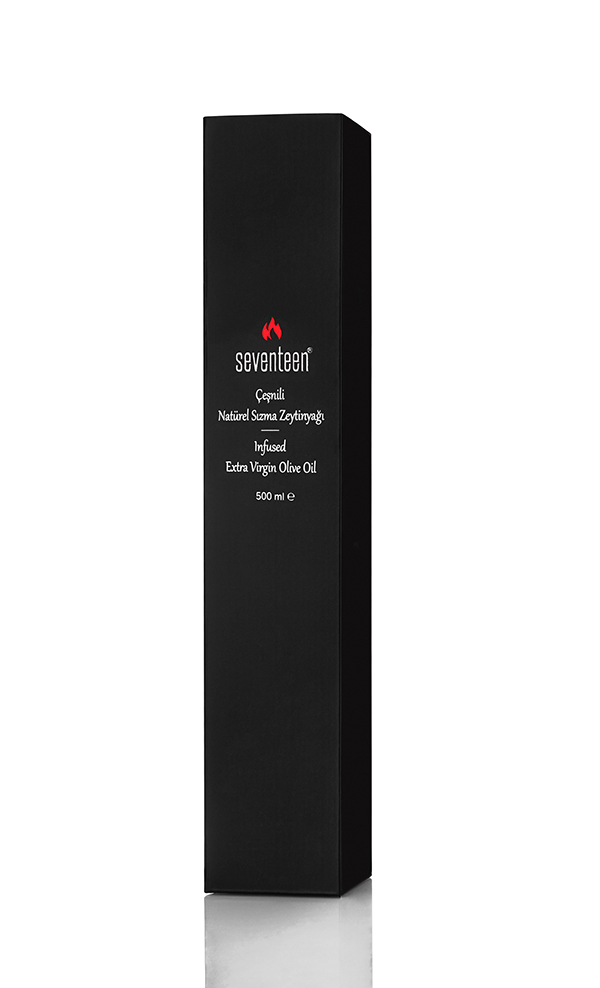 seventeen®
Çeşnili
Natürel Sızma Zeytinyağı
Infused
Extra Virgin Olive Oil
500 ml ℮